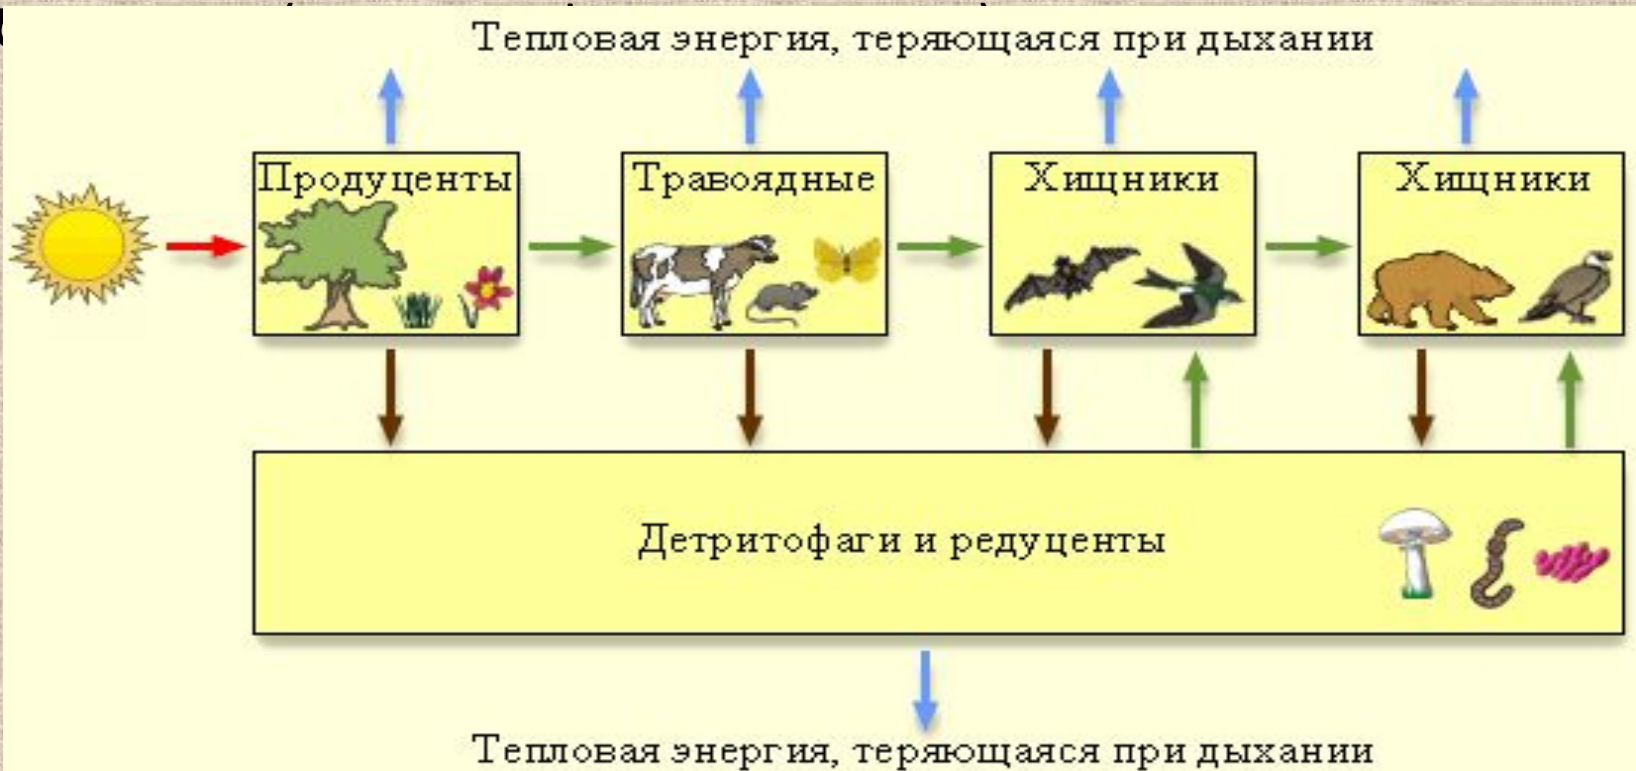 Тепловая энергия, теряющаяся при дыхании
Продуценты
Травоядные
Хищники
Хищники
Детритофаги и редуценты
Тепловая энергия, теряющаяся при дыхании